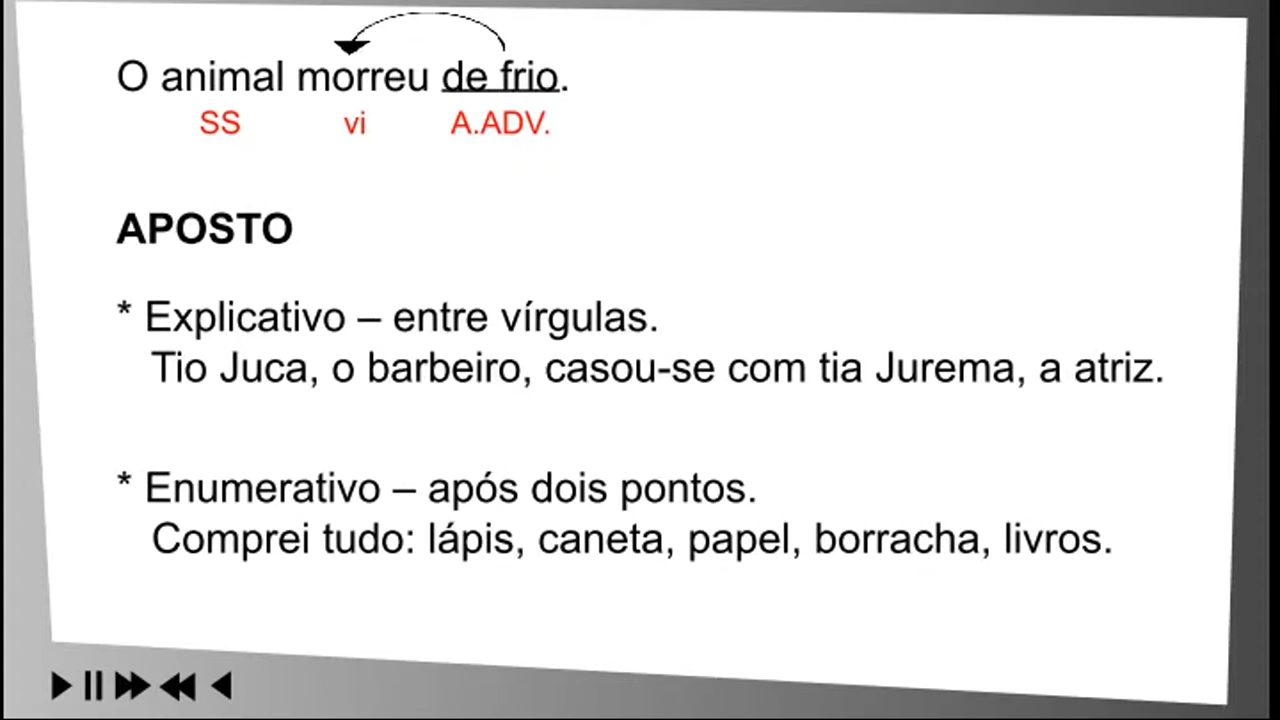 O animal morreu de frio.
SS vi A.ADV.
APOSTO
* Explicativo – entre vírgulas.
Tio Juca, o barbeiro, casou-se com tia Jurema, a atriz.
* Enumerativo – após dois pontos.
Comprei tudo: lápis, caneta, papel, borracha, livros.